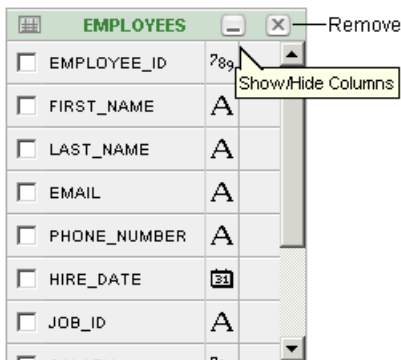 EMPLOYEES
Remove
EMPLOYEE_ID 789
Show/Hide Columns
FIRST_NAME A
LAST_NAME A
EMAIL A
PHONE_NUMBER A
HIRE_DATE 31
JOB_ID A